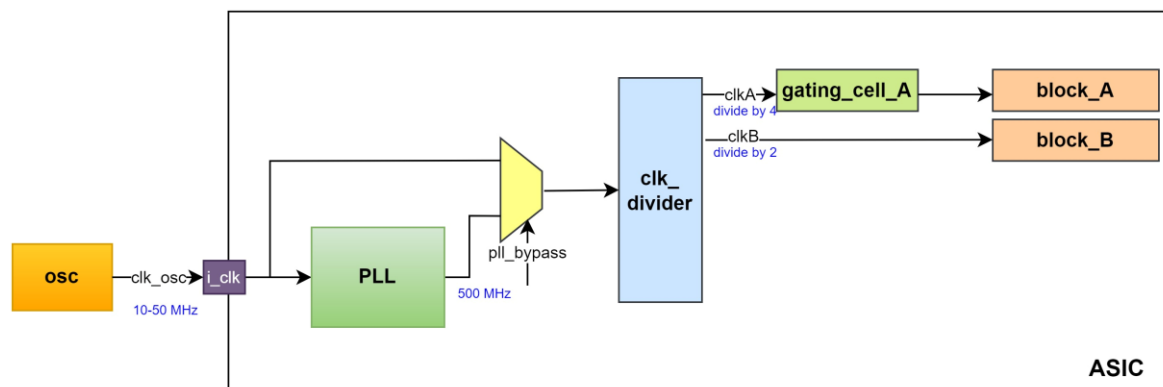 clkA
divide by 4
gating_cell_A
block_A
clkB
divide by 2
block_B
clk_
divider
pll_bypass
osc
clk_osc
i_clk
PLL
10-50 MHz
500 MHz
ASIC